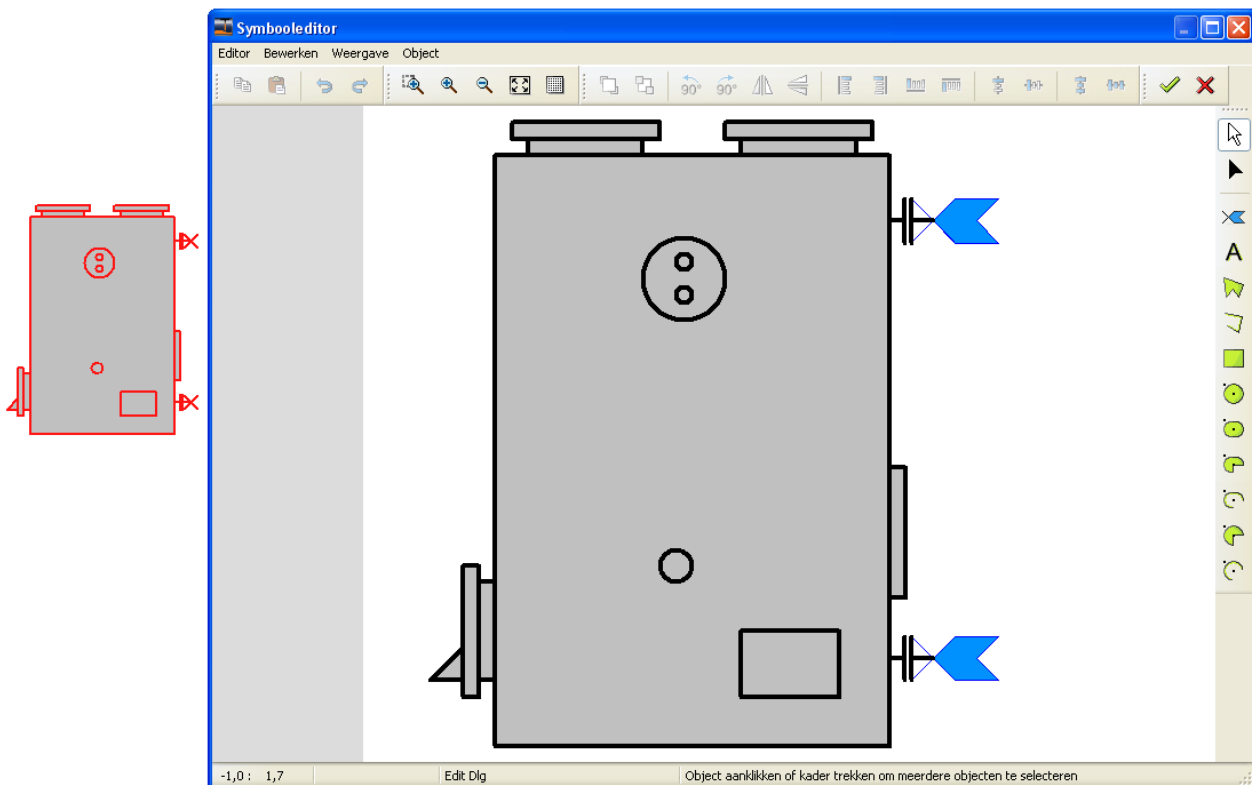 Symbooleditor
Editor Bewerken Weergave Object
90° 90°
A
-1,0 : 1,7 Edit Dlg Object aanklikken of kader trekken om meerdere objecten te selecteren